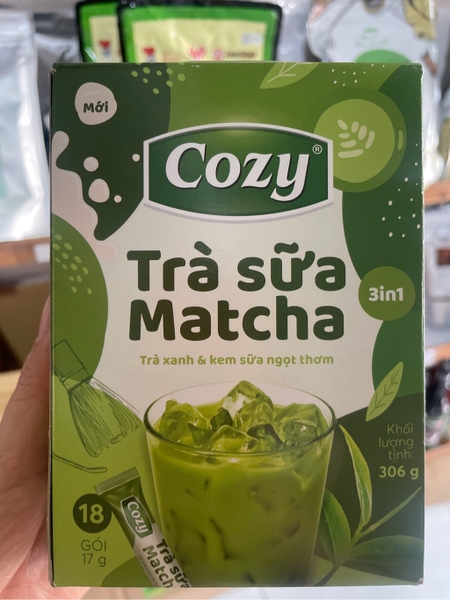 Mới
Cozy®
Trà sữa
Matcha
3in1
Trà xanh & kem sữa ngọt thơm
Khối
lượng
tịnh:
306 g
18
GÓI
17 g
Cozy
Trà sữa
Matcha